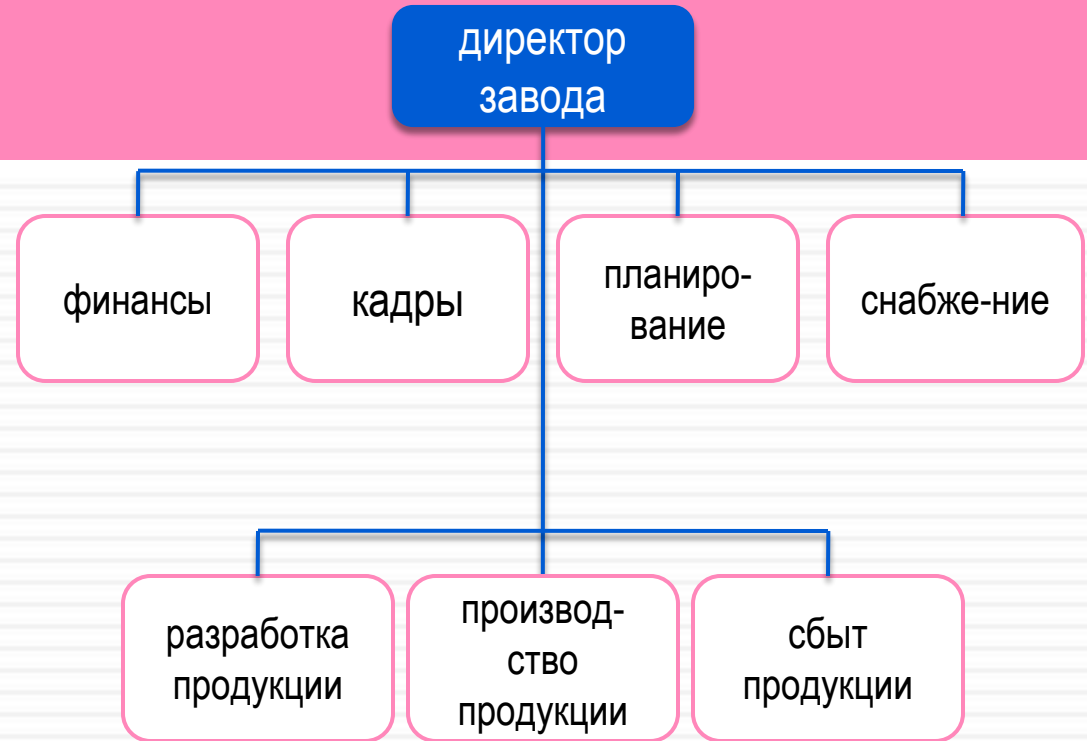 директор
завода
финансы
кадры
планиро-
вание
снабже-ние
разработка
продукции
производ-
ство
продукции
сбыт
продукции